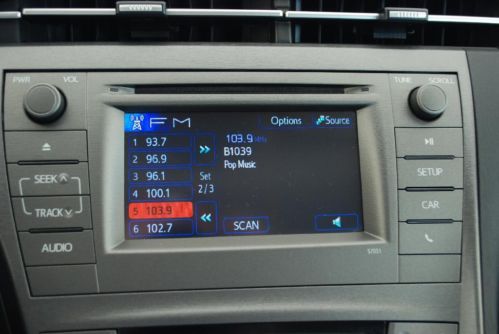 PWR VOL
TUNE SCROLL
FM
Options Source
1 93.7
2 96.9
3 96.1
4 100.1
5 103.9
6 102.7
103.9 MHz
B1039
Pop Music
Set
2/3
SCAN
SEEK
TRACK
AUDIO
SETUP
CAR
57031